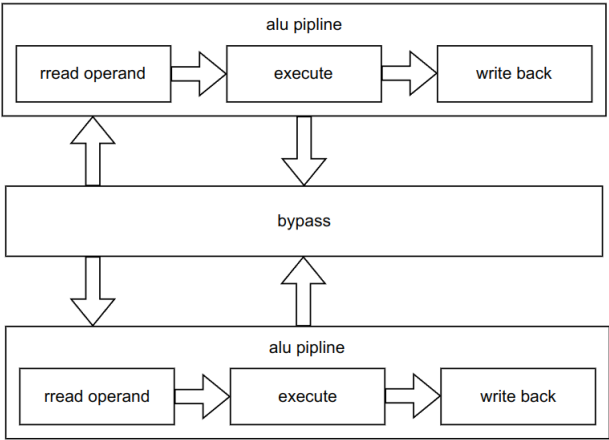 alu pipline
rread operand
execute
write back
bypass
alu pipline
rread operand
execute
write back